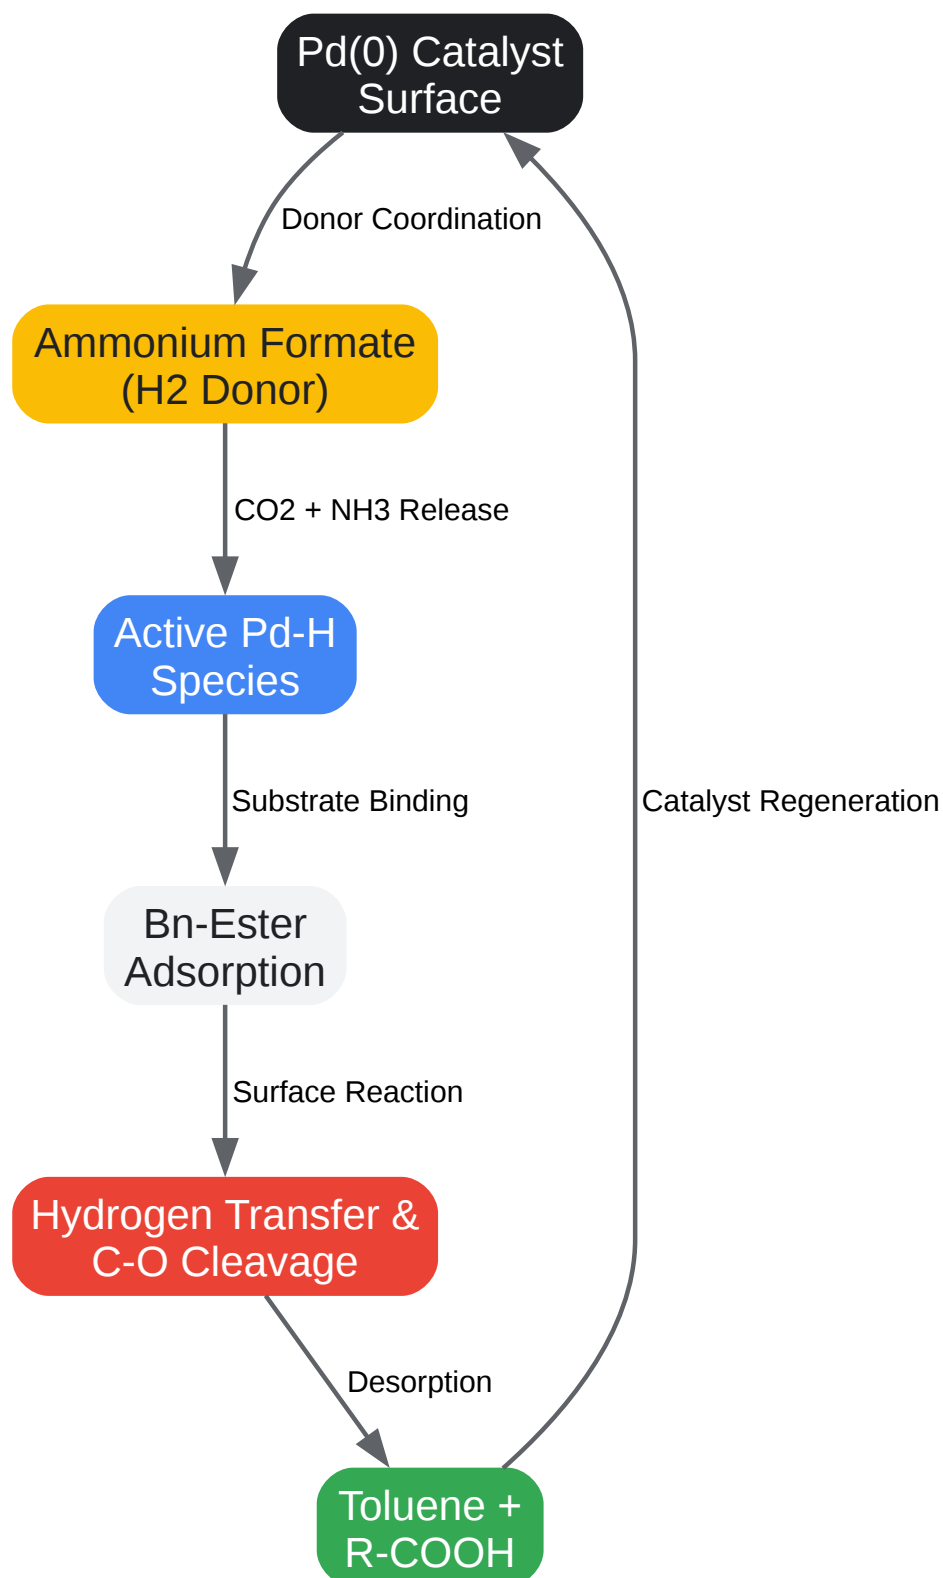 Pd(0) Catalyst
Surface
Donor Coordination
Ammonium Formate
(H2 Donor)
CO2 + NH3 Release
Active Pd-H
Species
Substrate Binding
Catalyst Regeneration
Bn-Ester
Adsorption
Surface Reaction
Hydrogen Transfer &
C-O Cleavage
Desorption
Toluene +
R-COOH